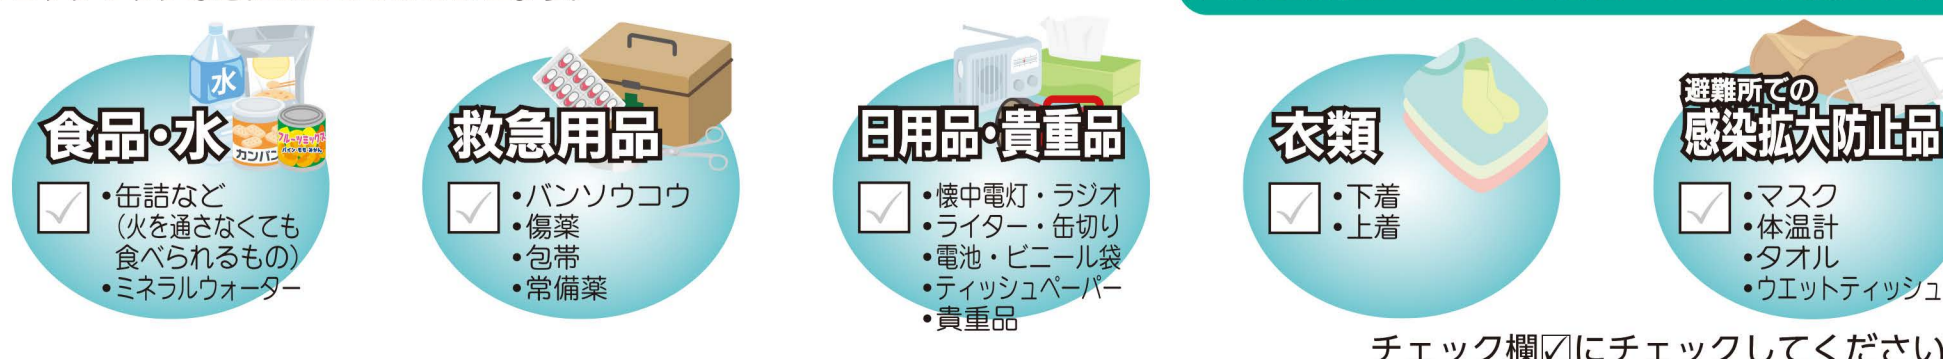 水
カンパン
フルーツミックス
パイン・もも・みかん
食品・水
・缶詰など
(火を通さなくても
食べられるもの)
・ミネラルウォーター
救急用品
・バンソウコウ
・傷薬
・包帯
・常備薬
日用品・貴重品
・懐中電灯・ラジオ
・ライター・缶切り
・電池・ビニール袋
・ティッシュペーパー
・貴重品
衣類
・下着
・上着
避難所での
感染拡大防止品
・マスク
・体温計
・タオル
・ウエットティッシュ
チェック欄☑にチェックしてください